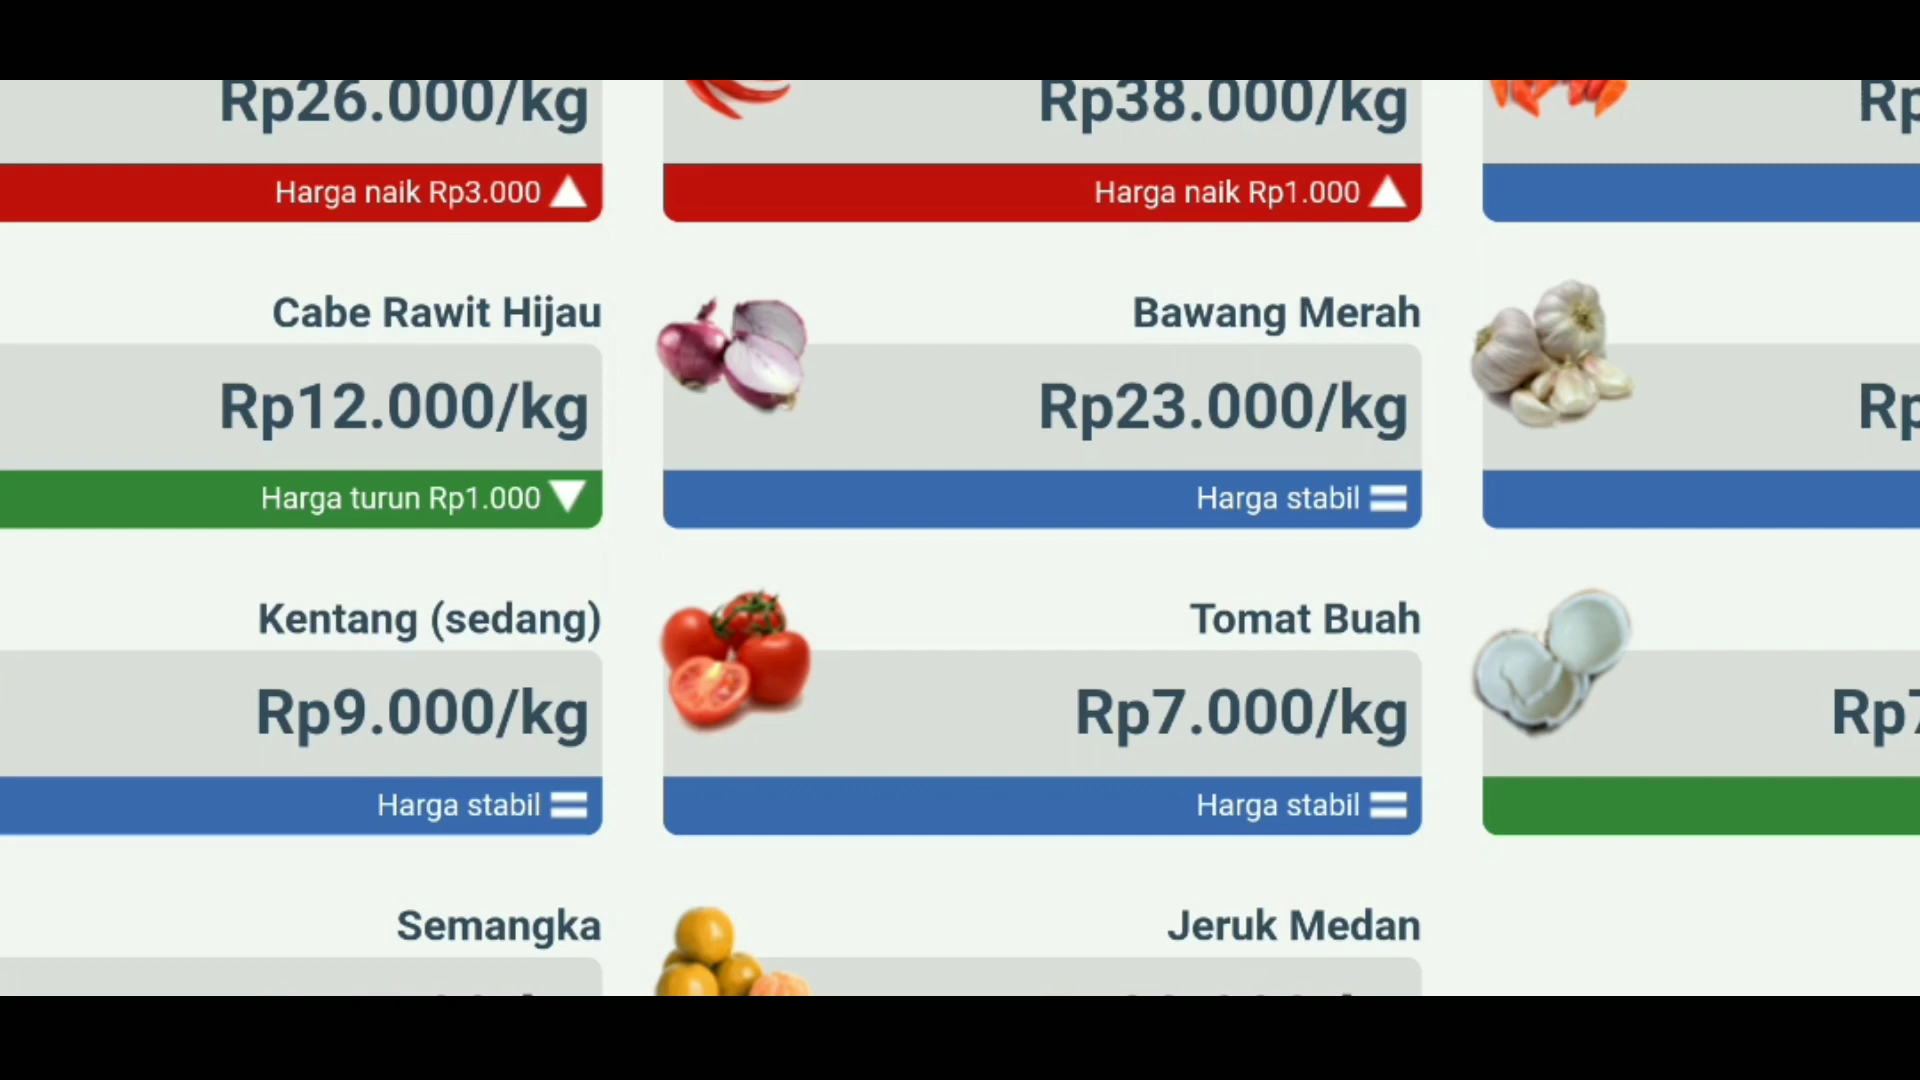 Rp26.000/kg
Rp38.000/kg
Harga naik Rp3.000
Harga naik Rp1.000
Cabe Rawit Hijau
Bawang Merah
Rp12.000/kg
Rp23.000/kg
Rp
Harga turun Rp1.000
Harga stabil
Kentang (sedang)
Tomat Buah
Rp9.000/kg
Rp7.000/kg
Rp7
Harga stabil
Harga stabil
Semangka
Jeruk Medan